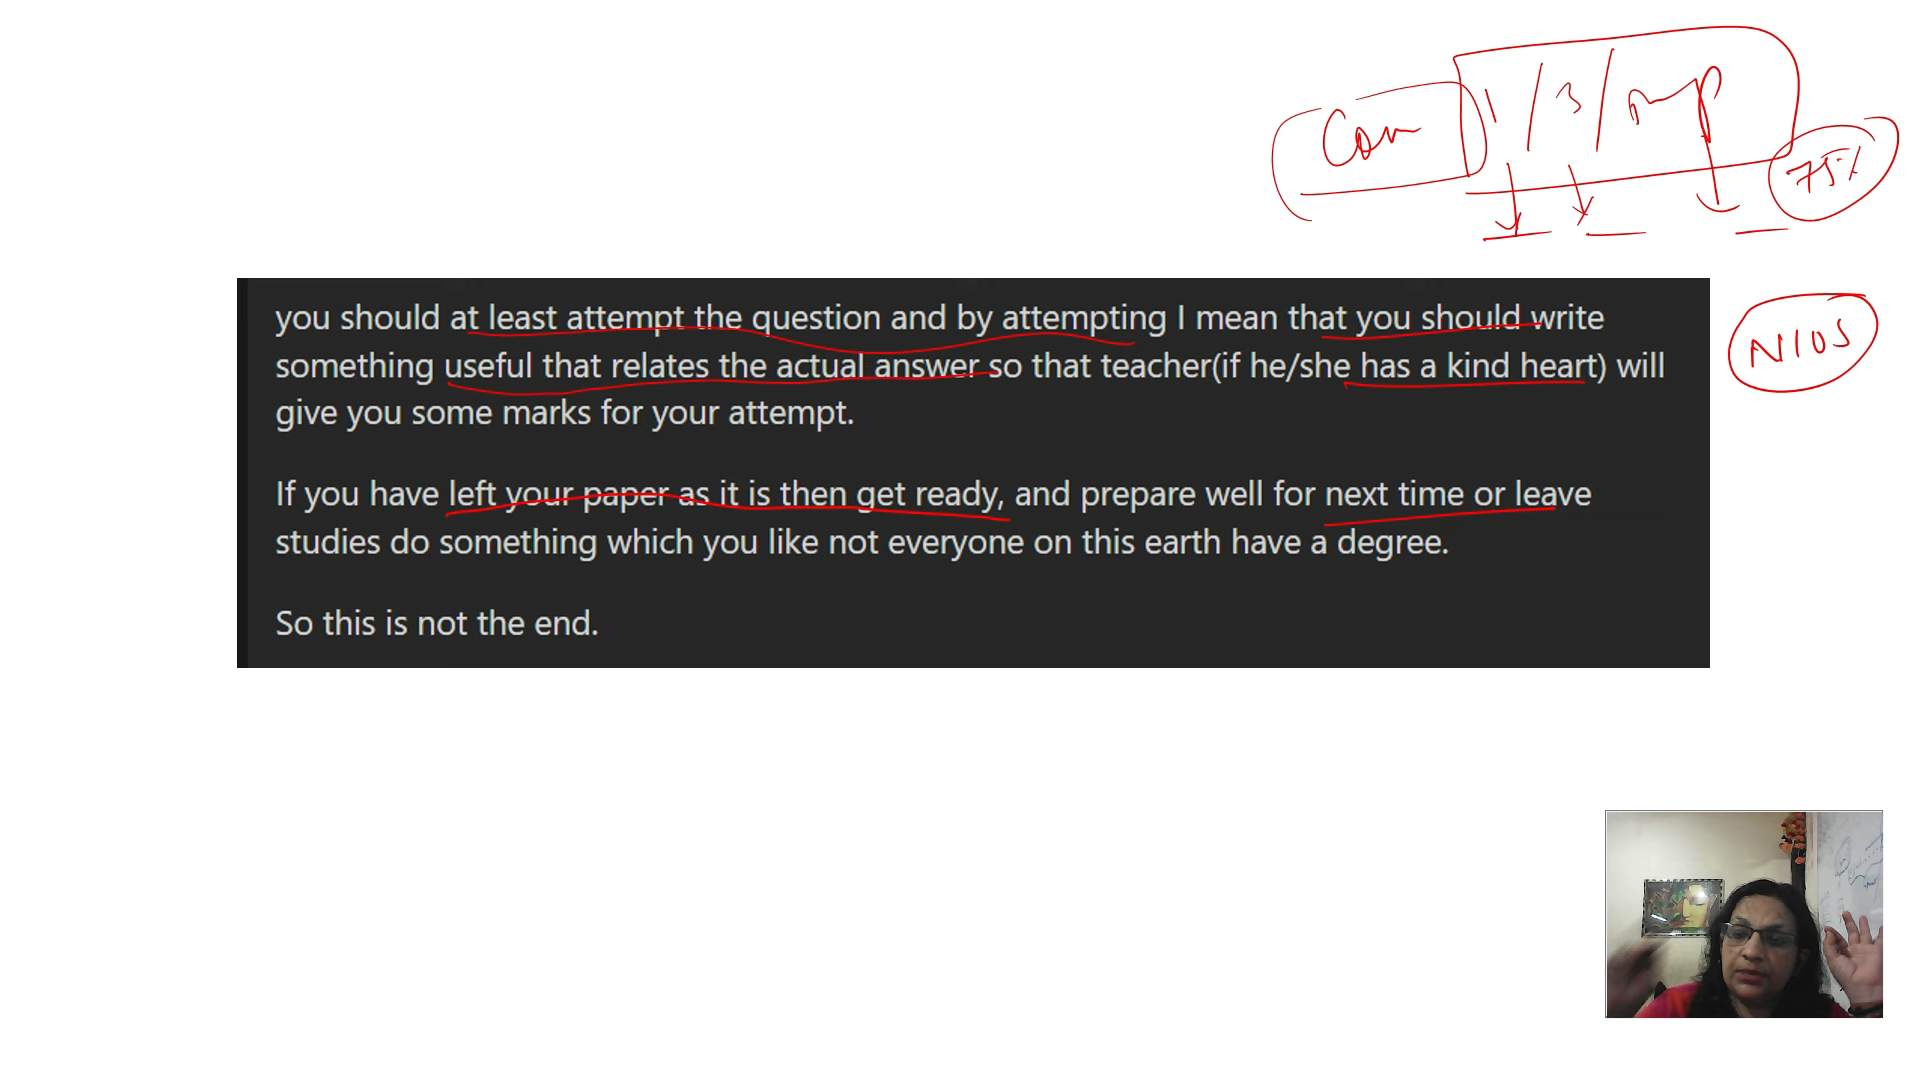 Com 1 / 3 / mp
75%
you should at least attempt the question and by attempting I mean that you should write
something useful that relates the actual answer so that teacher(if he/she has a kind heart) will
give you some marks for your attempt.
NIOS
If you have left your paper as it is then get ready, and prepare well for next time or leave
studies do something which you like not everyone on this earth have a degree.
So this is not the end.